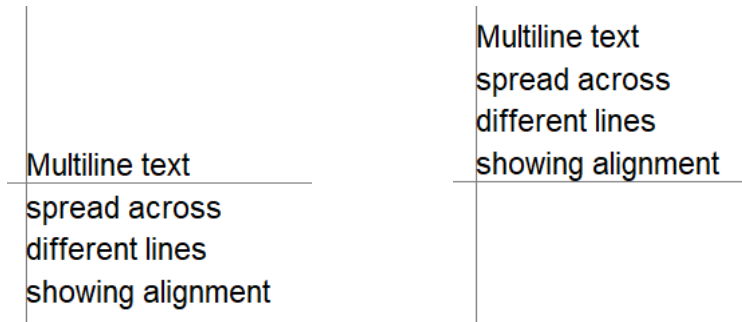 Multiline text
spread across
different lines
showing alignment
Multiline text
spread across
different lines
showing alignment